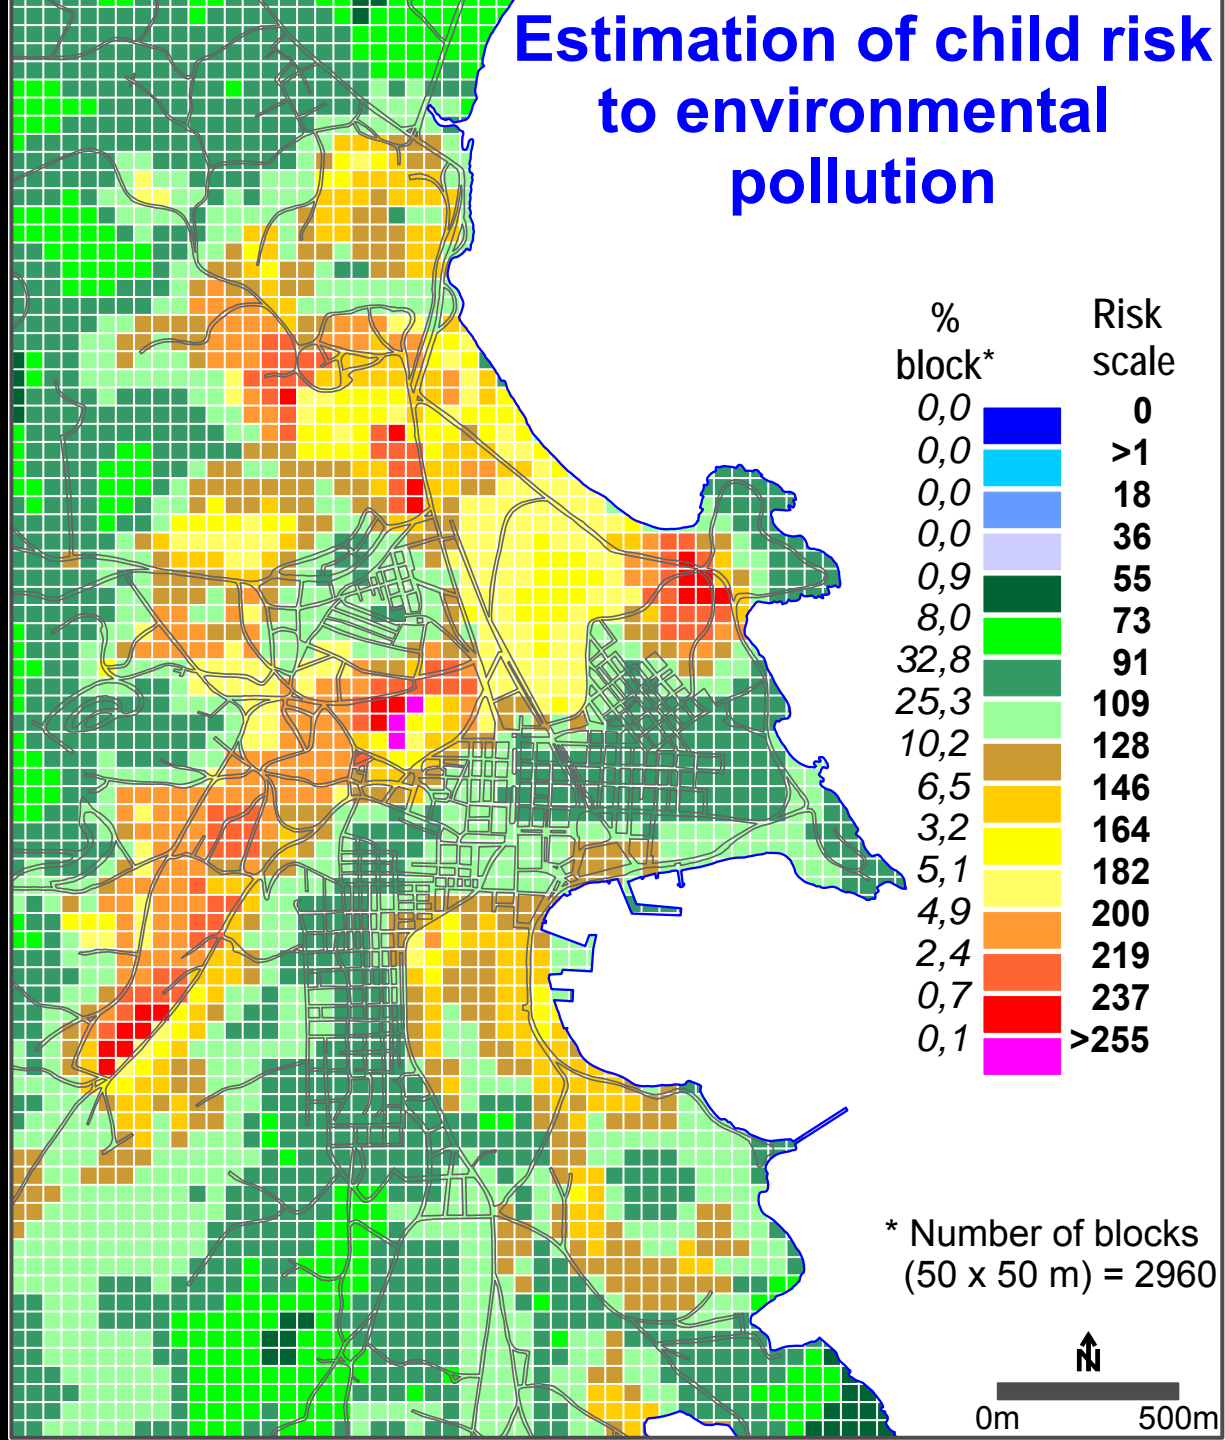 Estimation of child risk
to environmental
pollution
% Risk
block* scale
0,0 0
0,0 >1
0,0 18
0,0 36
0,9 55
8,0 73
32,8 91
25,3 109
10,2 128
6,5 146
3,2 164
5,1 182
4,9 200
2,4 219
0,7 237
0,1 >255
* Number of blocks
(50 x 50 m) = 2960
N
0m 500m